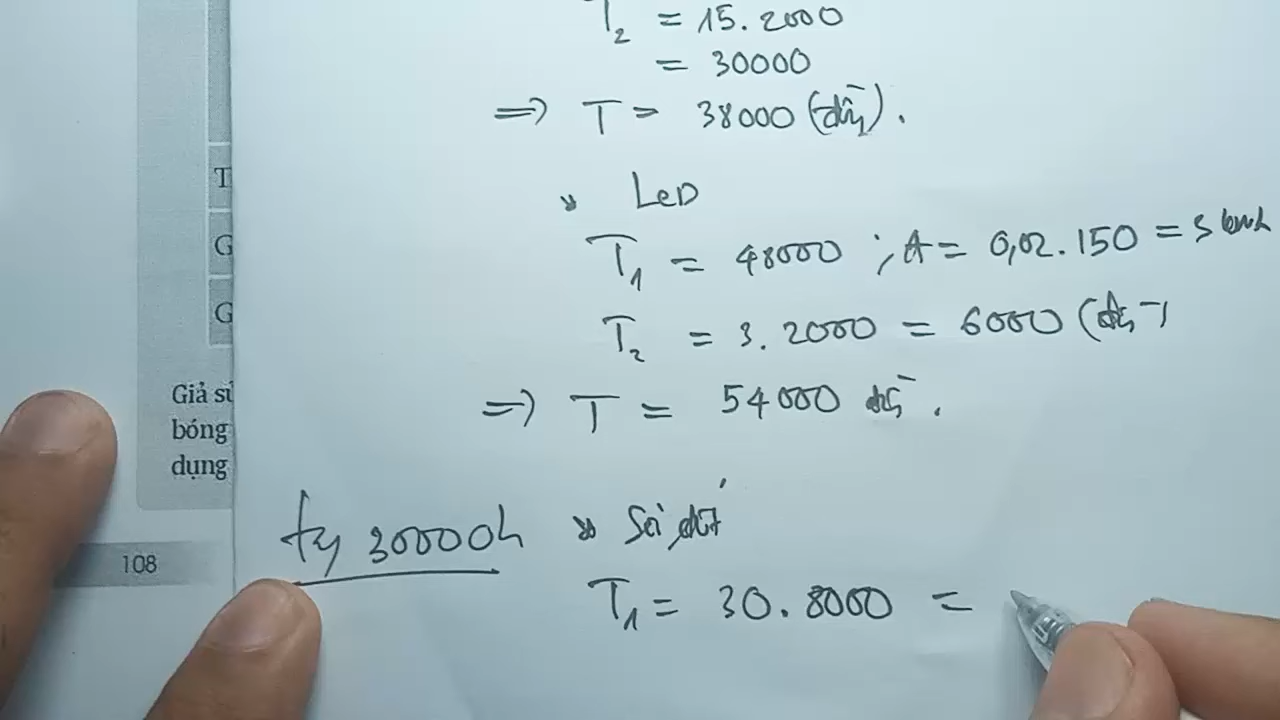 T2 = 15.2000
= 30000
=> T = 38000 (đồng).
* LED
T1 = 48000 ; A = 0,02.150 = 3 kWh
T2 = 3.2000 = 6000 (đồng)
=> T = 54000 đồng.
T
G
G
Giả sử
bóng
dụng
30000h * Sợi đốt
T1 = 30.8000 =
108